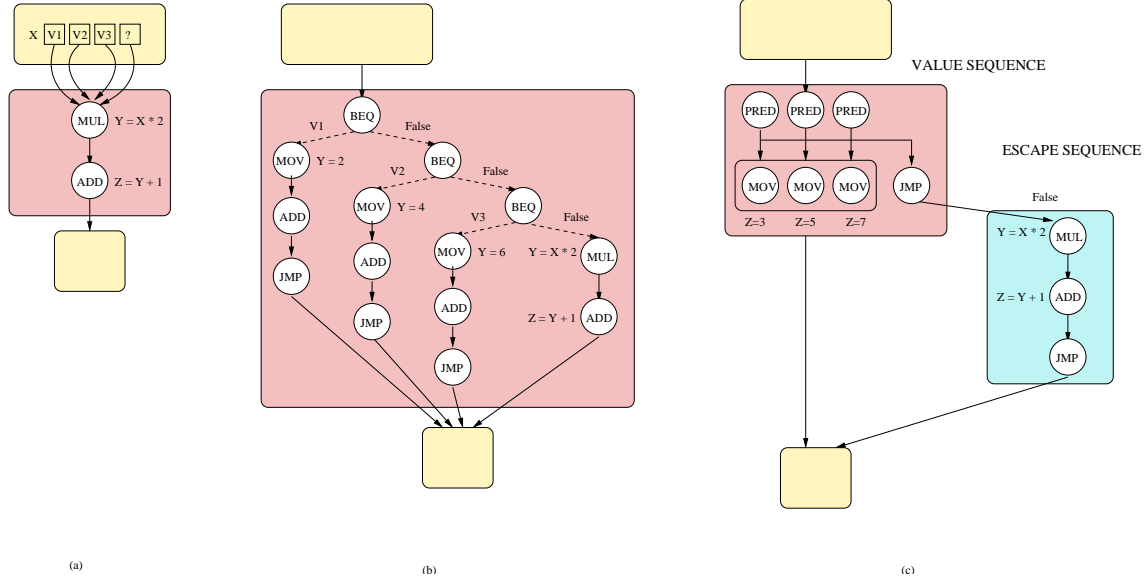 X V1 V2 V3 ?
MUL Y = X * 2
ADD Z = Y + 1
(a)
BEQ
V1 False
MOV Y = 2 BEQ
V2 False
ADD MOV Y = 4 BEQ
V3 False
JMP ADD MOV Y = 6 Y = X * 2 MUL
JMP ADD Z = Y + 1 ADD
JMP
(b)
VALUE SEQUENCE
PRED PRED PRED
ESCAPE SEQUENCE
MOV MOV MOV JMP
False
Z=3 Z=5 Z=7
Y = X * 2 MUL
Z = Y + 1 ADD
JMP
(c)